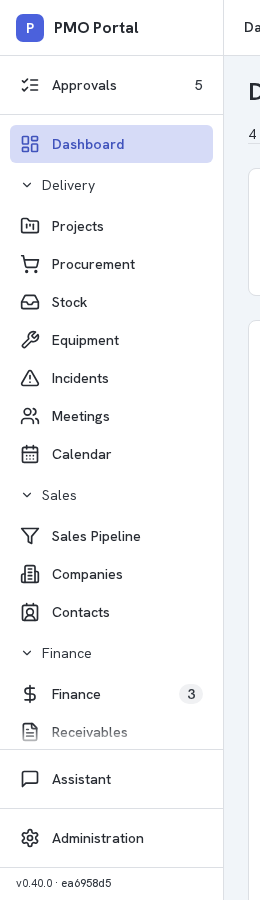 P PMO Portal
Da
Approvals 5
D
Dashboard
4
Delivery
Projects
Procurement
Stock
Equipment
Incidents
Meetings
Calendar
Sales
Sales Pipeline
Companies
Contacts
Finance
Finance 3
Receivables
Assistant
Administration
v0.40.0 · ea6958d5